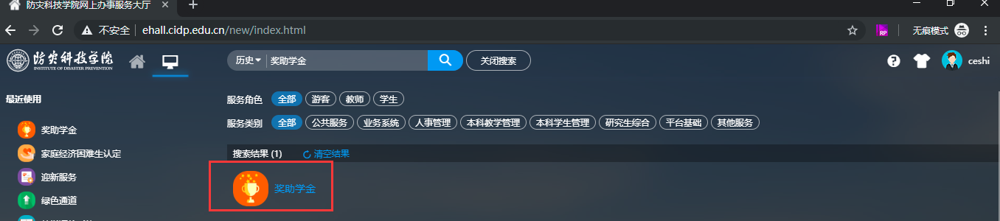 防灾科技学院网上办事服务大厅
不安全 ehall.cidp.edu.cn/new/index.html
RP
无痕模式
防灾科技学院
INSTITUTE OF DISASTER PREVENTION
历史 奖助学金
关闭搜索
ceshi
最近使用
奖助学金
家庭经济困难生认定
迎新服务
绿色通道
服务角色 全部 游客 教师 学生
服务类别 全部 公共服务 业务系统 人事管理 本科教学管理 本科学生管理 研究生综合 平台基础 其他服务
搜索结果 (1) 清空结果
奖助学金